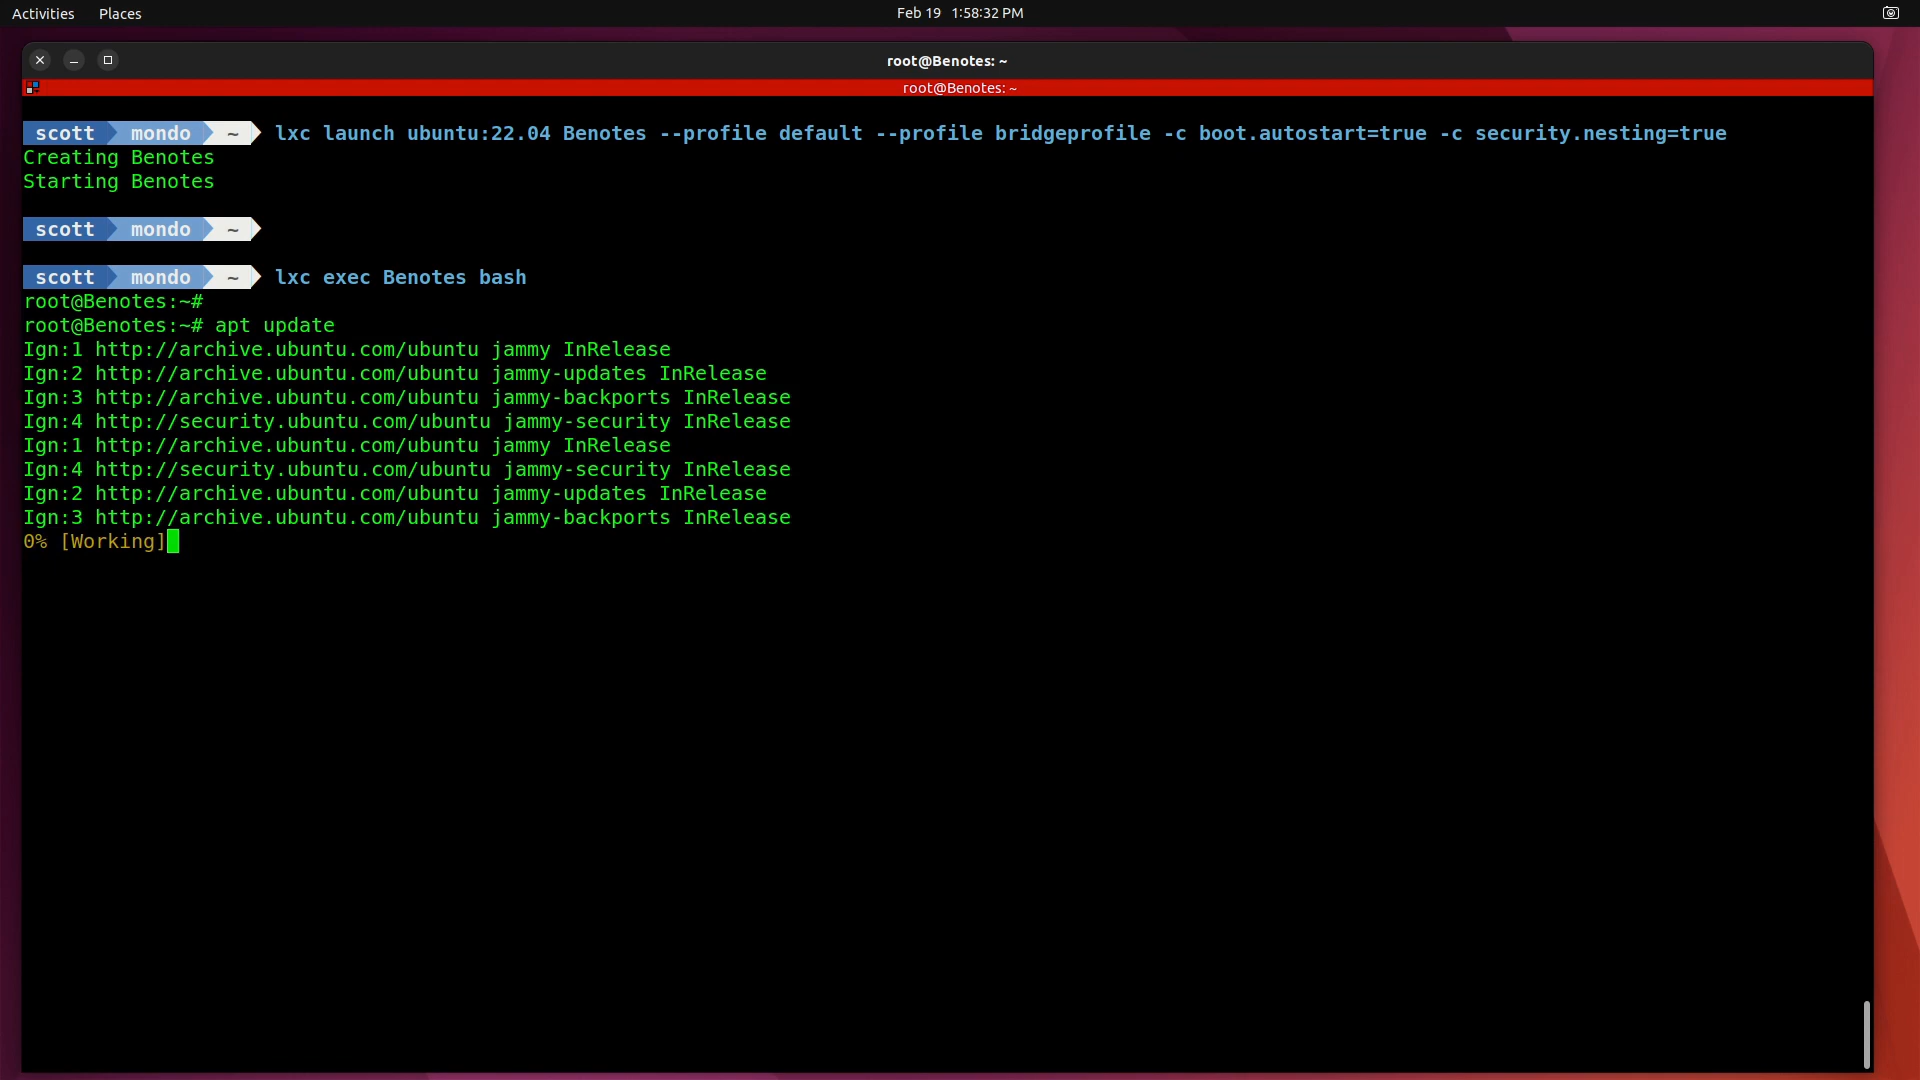 Activities Places Feb 19 1:58:32 PM
root@Benotes: ~
root@Benotes: ~
scott mondo ~ lxc launch ubuntu:22.04 Benotes --profile default --profile bridgeprofile -c boot.autostart=true -c security.nesting=true
Creating Benotes
Starting Benotes
scott mondo ~
scott mondo ~ lxc exec Benotes bash
root@Benotes:~#
root@Benotes:~# apt update
Ign:1 http://archive.ubuntu.com/ubuntu jammy InRelease
Ign:2 http://archive.ubuntu.com/ubuntu jammy-updates InRelease
Ign:3 http://archive.ubuntu.com/ubuntu jammy-backports InRelease
Ign:4 http://security.ubuntu.com/ubuntu jammy-security InRelease
Ign:1 http://archive.ubuntu.com/ubuntu jammy InRelease
Ign:4 http://security.ubuntu.com/ubuntu jammy-security InRelease
Ign:2 http://archive.ubuntu.com/ubuntu jammy-updates InRelease
Ign:3 http://archive.ubuntu.com/ubuntu jammy-backports InRelease
0% [Working]